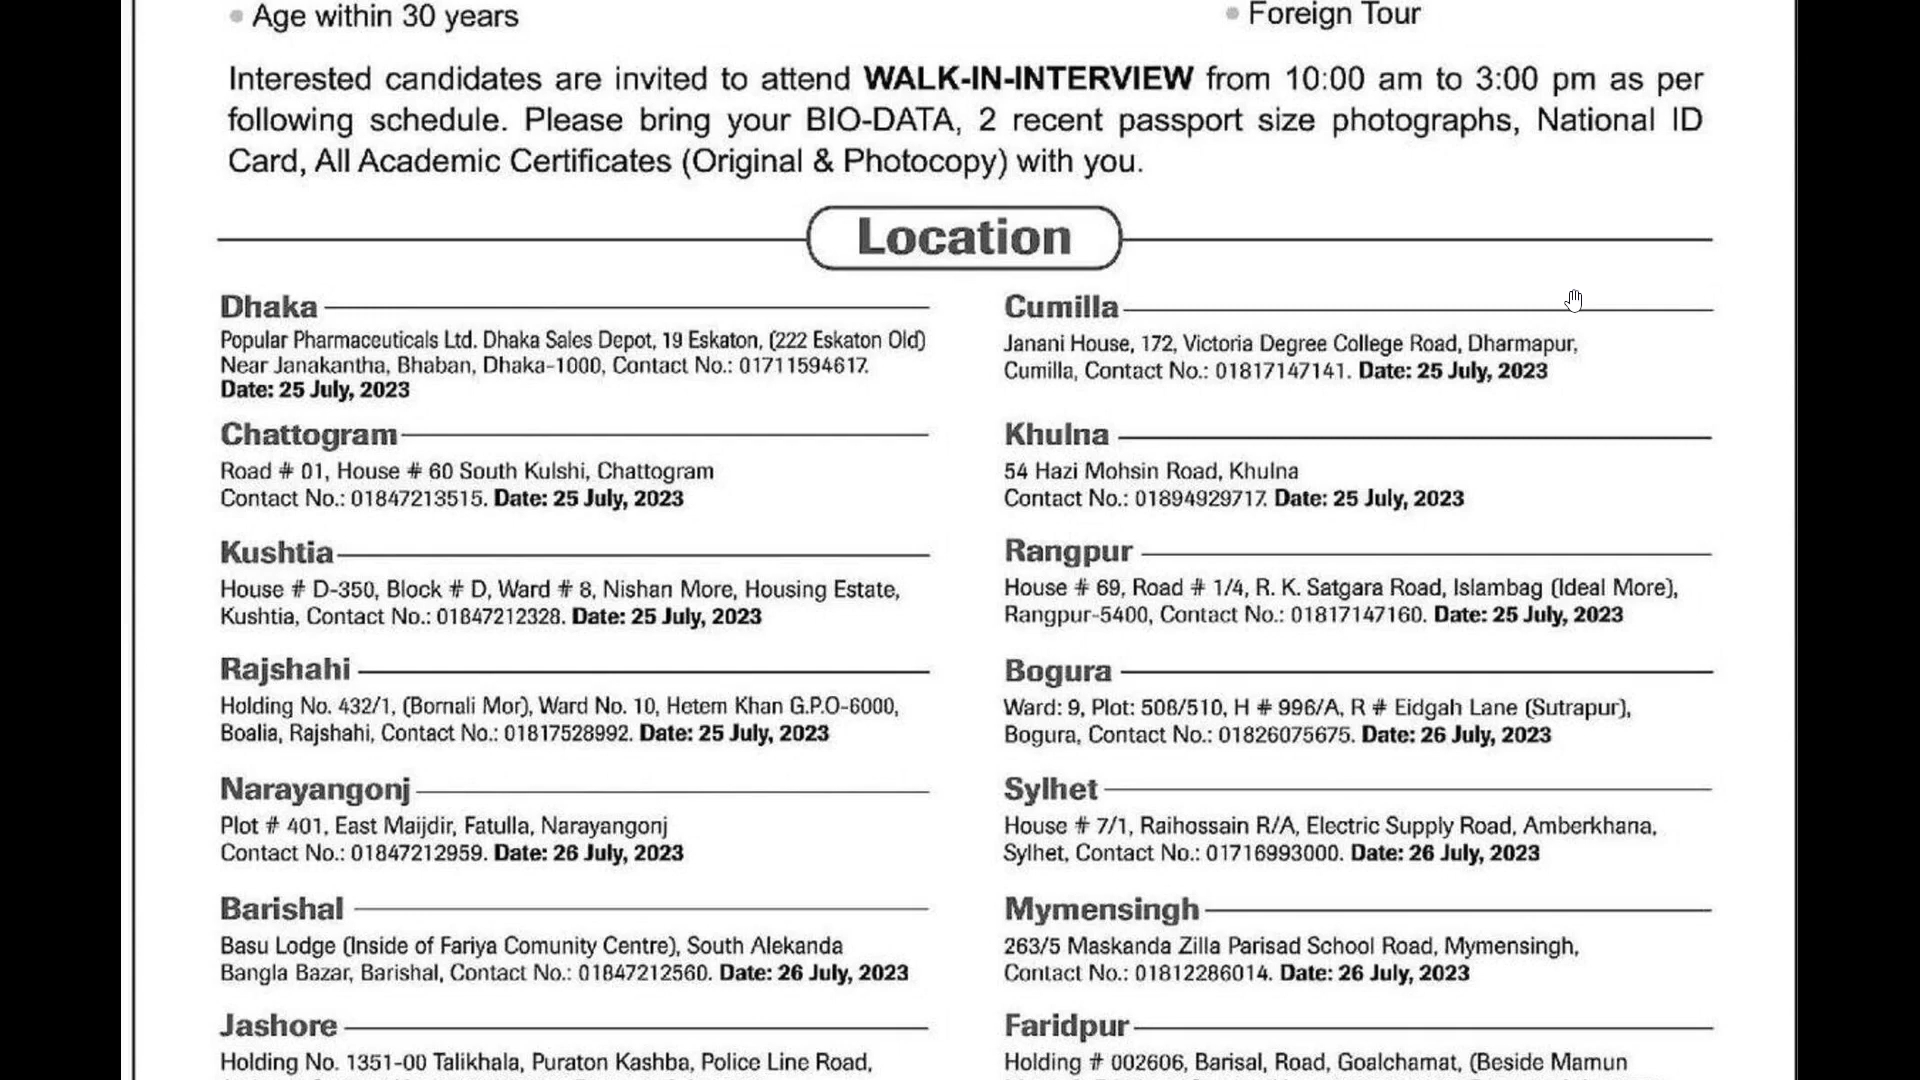 Age within 30 years
Foreign Tour
Interested candidates are invited to attend WALK-IN-INTERVIEW from 10:00 am to 3:00 pm as per
following schedule. Please bring your BIO-DATA, 2 recent passport size photographs, National ID
Card, All Academic Certificates (Original & Photocopy) with you.
Location
Dhaka
Popular Pharmaceuticals Ltd. Dhaka Sales Depot, 19 Eskaton, (222 Eskaton Old)
Near Janakantha, Bhaban, Dhaka-1000, Contact No.: 01711594617.
Date: 25 July, 2023
Cumilla
Janani House, 172, Victoria Degree College Road, Dharmapur,
Cumilla, Contact No.: 01817147141. Date: 25 July, 2023
Chattogram
Road # 01, House # 60 South Kulshi, Chattogram
Contact No.: 01847213515. Date: 25 July, 2023
Khulna
54 Hazi Mohsin Road, Khulna
Contact No.: 01894929717. Date: 25 July, 2023
Kushtia
House # D-350, Block # D, Ward # 8, Nishan More, Housing Estate,
Kushtia, Contact No.: 01847212328. Date: 25 July, 2023
Rangpur
House # 69, Road # 1/4, R. K. Satgara Road, Islambag (Ideal More),
Rangpur-5400, Contact No.: 01817147160. Date: 25 July, 2023
Rajshahi
Holding No. 432/1, (Bornali Mor), Ward No. 10, Hetem Khan G.P.O-6000,
Boalia, Rajshahi, Contact No.: 01817528992. Date: 25 July, 2023
Bogura
Ward: 9, Plot: 508/510, H # 996/A, R # Eidgah Lane (Sutrapur),
Bogura, Contact No.: 01826075675. Date: 26 July, 2023
Narayangonj
Plot # 401, East Maijdir, Fatulla, Narayangonj
Contact No.: 01847212959. Date: 26 July, 2023
Sylhet
House # 7/1, Raihossain R/A, Electric Supply Road, Amberkhana,
Sylhet, Contact No.: 01716993000. Date: 26 July, 2023
Barishal
Basu Lodge (Inside of Fariya Comunity Centre), South Alekanda
Bangla Bazar, Barishal, Contact No.: 01847212560. Date: 26 July, 2023
Mymensingh
263/5 Maskanda Zilla Parisad School Road, Mymensingh,
Contact No.: 01812286014. Date: 26 July, 2023
Jashore
Holding No. 1351-00 Talikhala, Puraton Kashba, Police Line Road,
Faridpur
Holding # 002606, Barisal, Road, Goalchamat, (Beside Mamun